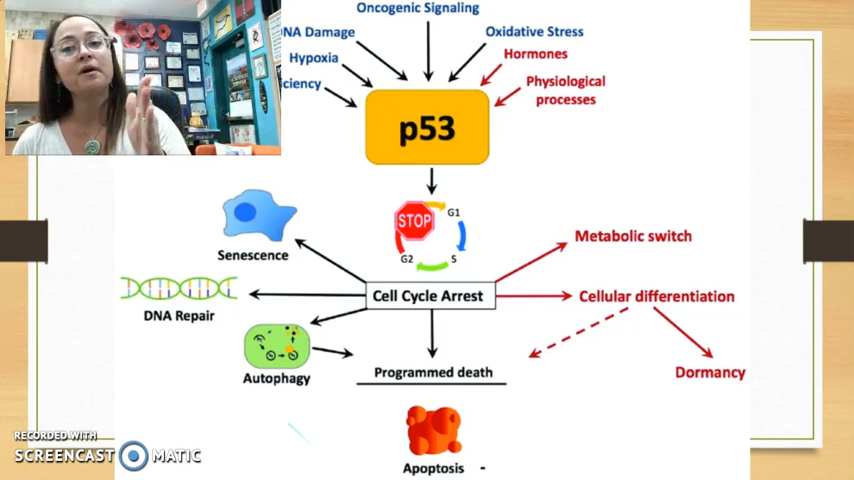 Oncogenic Signaling
NA Damage
Oxidative Stress
Hypoxia
Hormones
iciency
Physiological
processes
p53
STOP
G1
G2
S
Senescence
Metabolic switch
Cell Cycle Arrest
Cellular differentiation
DNA Repair
Autophagy
Programmed death
Dormancy
RECORDED WITH
SCREENCAST MATIC
Apoptosis -